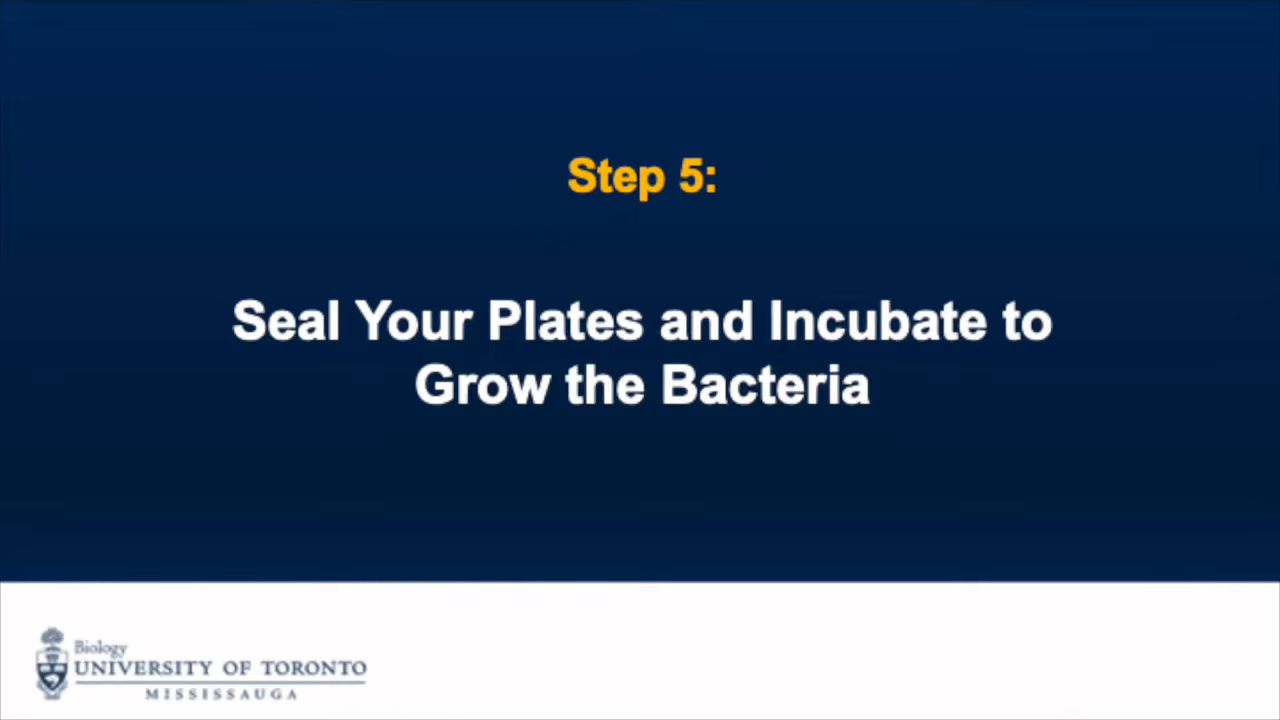 Step 5:
Seal Your Plates and Incubate to
Grow the Bacteria
Biology
UNIVERSITY OF TORONTO
MISSISSAUGA